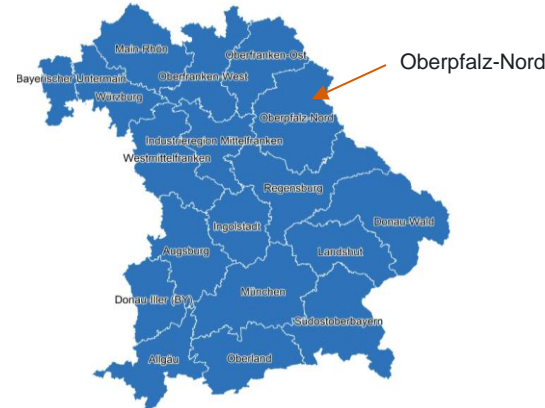 Main-Rhön
Oberfranken-Ost
Oberpfalz-Nord
Bayerischer Untermain
Oberfranken-West
Würzburg
Oberpfalz-Nord
Industrieregion Mittelfranken
Westmittelfranken
Regensburg
Donau-Wald
Ingolstadt
Augsburg
Landshut
München
Donau-Iller (BY)
Südostoberbayern
Allgäu
Oberland